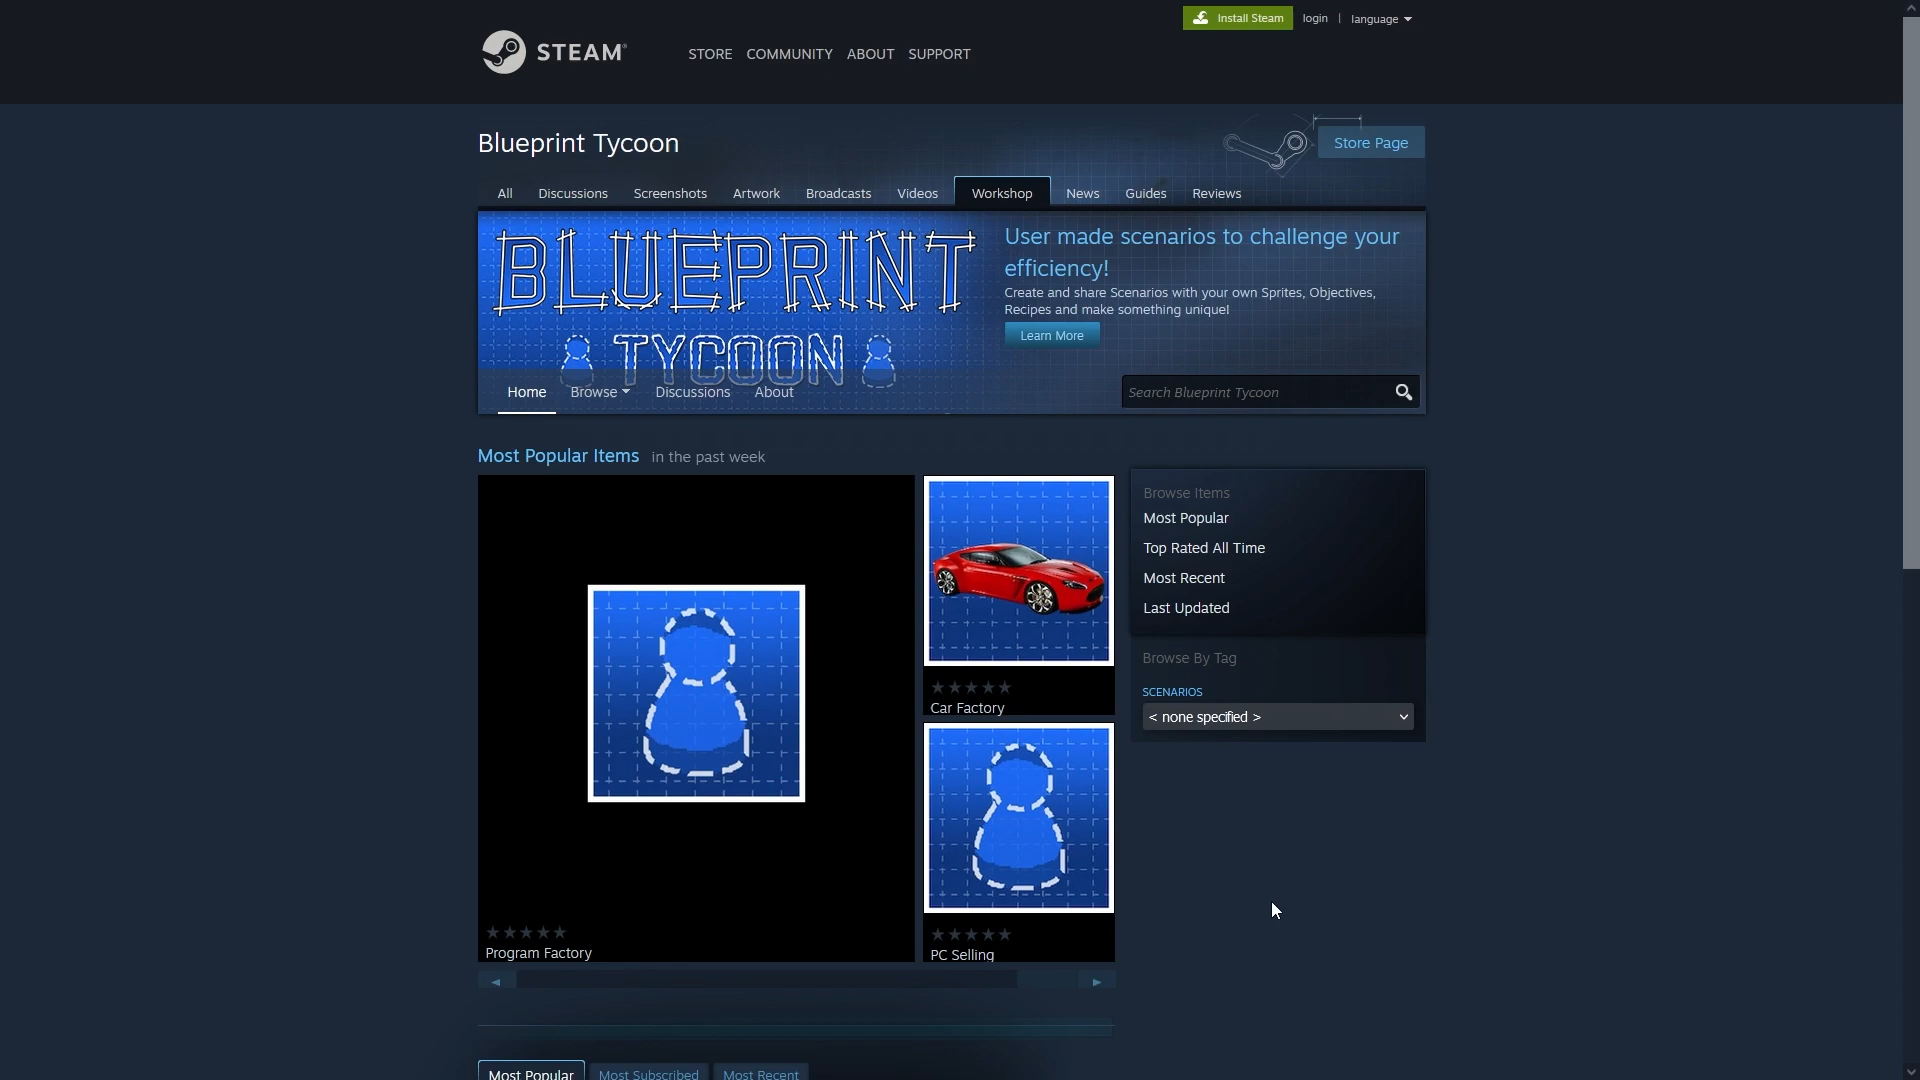 Install Steam
login
|
language
STEAM
STORE
COMMUNITY
ABOUT
SUPPORT
Blueprint Tycoon
Store Page
All
Discussions
Screenshots
Artwork
Broadcasts
Videos
Workshop
News
Guides
Reviews
BLUEPRINT
TYCOON
User made scenarios to challenge your
efficiency!
Create and share Scenarios with your own Sprites, Objectives,
Recipes and make something unique!
Learn More
Home
Browse
Discussions
About
Search Blueprint Tycoon
Most Popular Items in the past week
Program Factory
Car Factory
PC Selling
Browse Items
Most Popular
Top Rated All Time
Most Recent
Last Updated
Browse By Tag
SCENARIOS
< none specified >
Most Popular
Most Subscribed
Most Recent